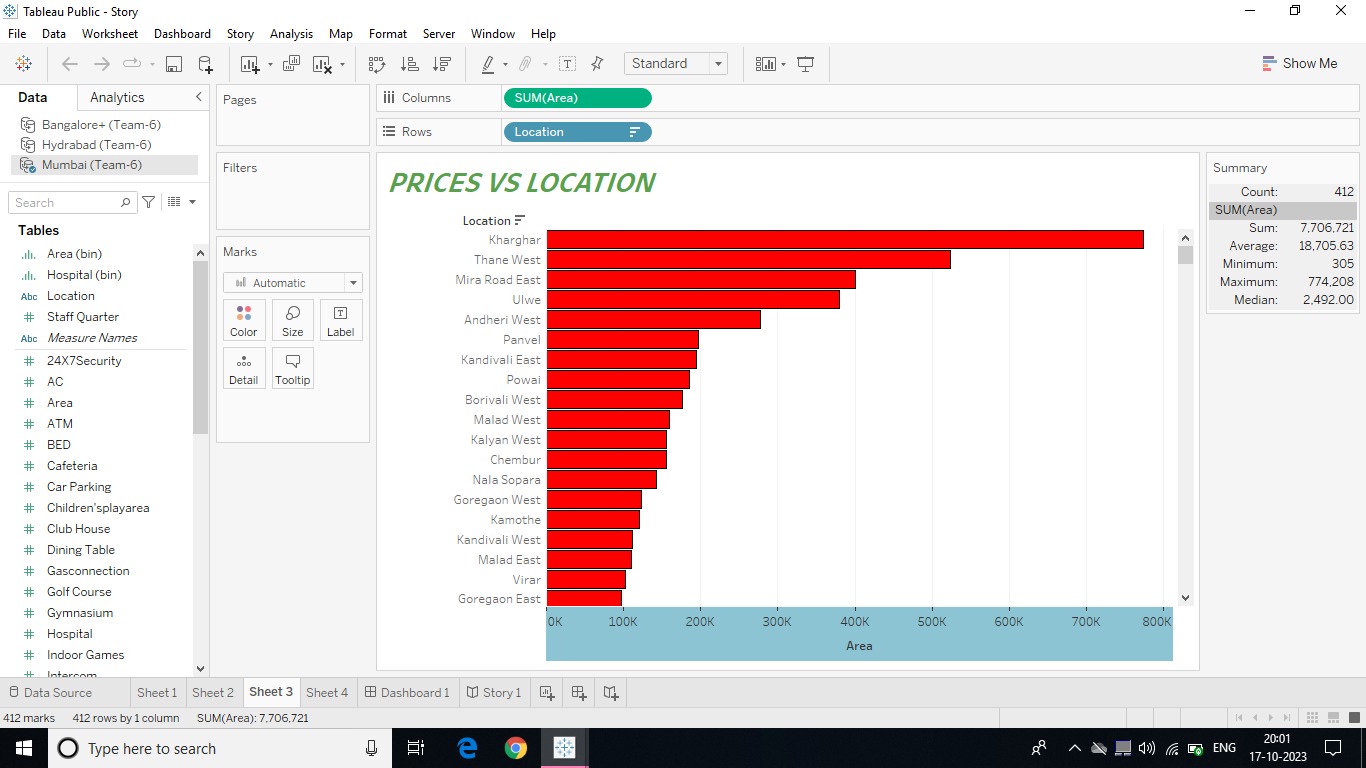 Tableau Public - Story
File Data Worksheet Dashboard Story Analysis Map Format Server Window Help
Standard
Show Me
Data Analytics
Bangalore+ (Team-6)
Hydrabad (Team-6)
Mumbai (Team-6)
Search
Tables
Area (bin)
Hospital (bin)
Abc Location
Staff Quarter
Abc Measure Names
24X7Security
AC
Area
ATM
BED
Cafeteria
Car Parking
Children'splayarea
Club House
Dining Table
Gasconnection
Golf Course
Gymnasium
Hospital
Indoor Games
Intercom
Pages
Filters
Marks
Automatic
Color Size Label
Detail Tooltip
Columns SUM(Area)
Rows Location
PRICES VS LOCATION
Location
Kharghar
Thane West
Mira Road East
Ulwe
Andheri West
Panvel
Kandivali East
Powai
Borivali West
Malad West
Kalyan West
Chembur
Nala Sopara
Goregaon West
Kamothe
Kandivali West
Malad East
Virar
Goregaon East
0K 100K 200K 300K 400K 500K 600K 700K 800K
Area
Summary
Count: 412
SUM(Area)
Sum: 7,706,721
Average: 18,705.63
Minimum: 305
Maximum: 774,208
Median: 2,492.00
Data Source Sheet 1 Sheet 2 Sheet 3 Sheet 4 Dashboard 1 Story 1
412 marks 412 rows by 1 column SUM(Area): 7,706,721
Type here to search
ENG
20:01
17-10-2023